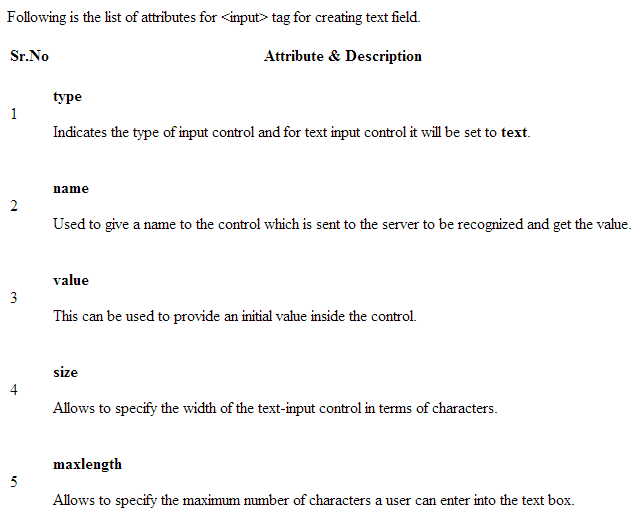 Following is the list of attributes for <input> tag for creating text field.
Sr.No Attribute & Description
1
type
Indicates the type of input control and for text input control it will be set to text.
2
name
Used to give a name to the control which is sent to the server to be recognized and get the value.
3
value
This can be used to provide an initial value inside the control.
4
size
Allows to specify the width of the text-input control in terms of characters.
5
maxlength
Allows to specify the maximum number of characters a user can enter into the text box.